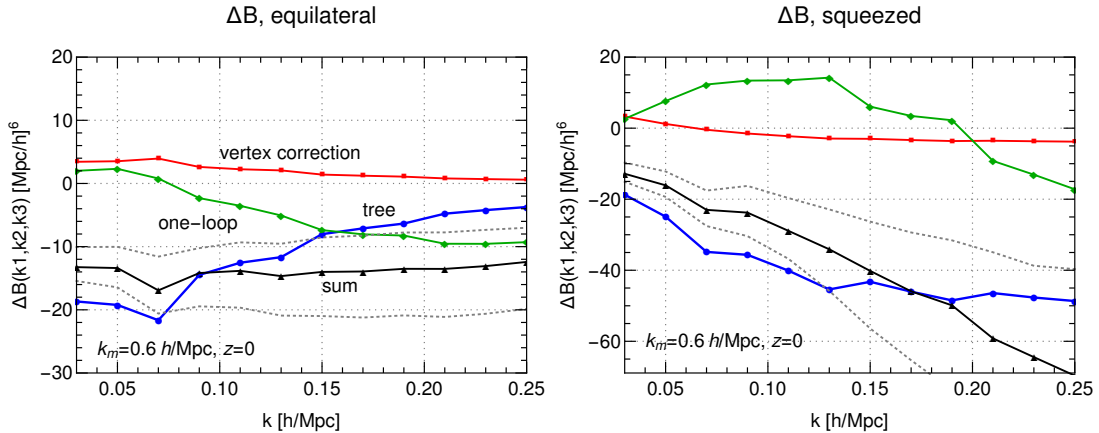 ΔB, equilateral
ΔB(k1,k2,k3) [Mpc/h]^6
20
10
0
−10
−20
−30
0.05
0.10
0.15
0.20
0.25
vertex correction
tree
one−loop
sum
k_m=0.6 h/Mpc, z=0
k [h/Mpc]
ΔB, squeezed
ΔB(k1,k2,k3) [Mpc/h]^6
20
0
−20
−40
−60
k_m=0.6 h/Mpc, z=0
0.05
0.10
0.15
0.20
0.25
k [h/Mpc]